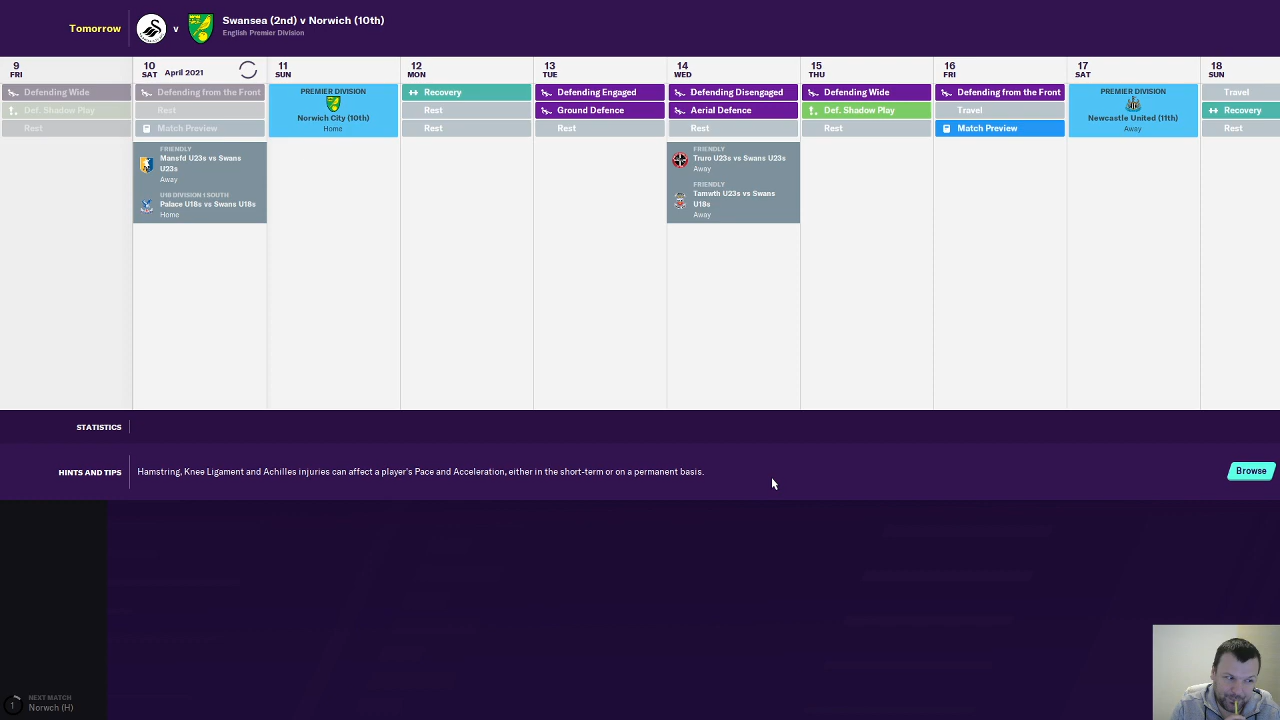 Tomorrow
v
Swansea (2nd) v Norwich (10th)
English Premier Division
9
FRI
Defending Wide
Def. Shadow Play
Rest
10
SAT April 2021
Defending from the Front
Rest
Match Preview
FRIENDLY
Mansfd U23s vs Swans
U23s
Away
U18 DIVISION 1 SOUTH
Palace U18s vs Swans U18s
Home
11
SUN
PREMIER DIVISION
Norwich City (10th)
Home
12
MON
Recovery
Rest
Rest
13
TUE
Defending Engaged
Ground Defence
Rest
14
WED
Defending Disengaged
Aerial Defence
Rest
FRIENDLY
Truro U23s vs Swans U23s
Away
FRIENDLY
Tamwth U23s vs Swans
U18s
Away
15
THU
Defending Wide
Def. Shadow Play
Rest
16
FRI
Defending from the Front
Travel
Match Preview
17
SAT
PREMIER DIVISION
Newcastle United (11th)
Away
18
SUN
Travel
Recovery
Rest
STATISTICS
HINTS AND TIPS
Hamstring, Knee Ligament and Achilles injuries can affect a player's Pace and Acceleration, either in the short-term or on a permanent basis.
Browse
1
NEXT MATCH
Norwch (H)